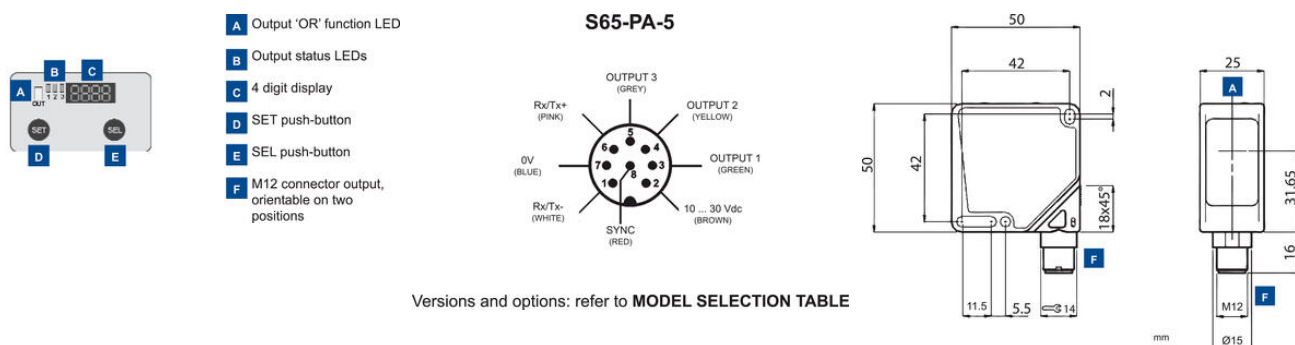 A Output 'OR' function LED
B Output status LEDs
C 4 digit display
D SET push-button
E SEL push-button
F M12 connector output,
orientable on two
positions
A
B
C
OUT
1 2 3
SET
SEL
D
E
S65-PA-5
OUTPUT 3
(GREY)
Rx/Tx+
(PINK)
OUTPUT 2
(YELLOW)
0V
(BLUE)
OUTPUT 1
(GREEN)
Rx/Tx-
(WHITE)
10 ... 30 Vdc
(BROWN)
SYNC
(RED)
5
6
4
7
3
8
1
2
Versions and options: refer to MODEL SELECTION TABLE
50
42
2
50
42
18x45°
F
11.5
5.5
14
25
A
31,65
16
M12
F
Ø15
mm